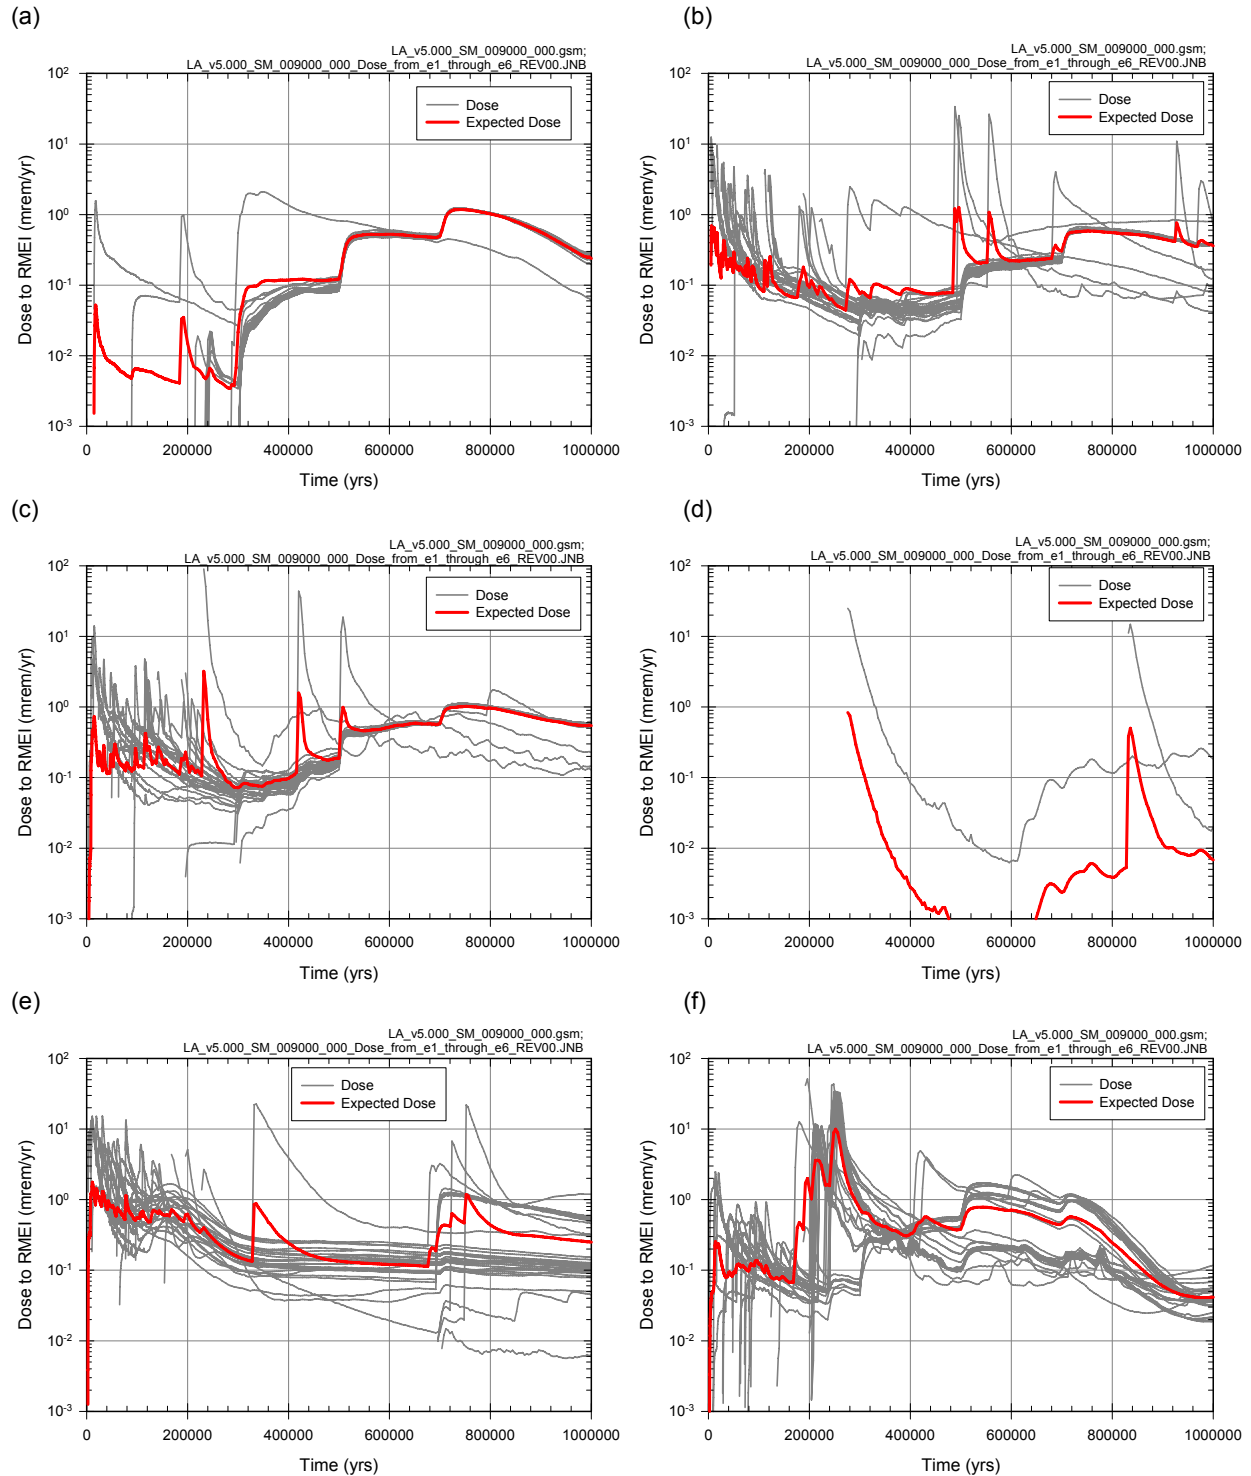 (a)
LA_v5.000_SM_009000_000.gsm;
LA_v5.000_SM_009000_000_Dose_from_e1_through_e6_REV00.JNB
Dose
Expected Dose
10²
10¹
10⁰
10⁻¹
10⁻²
10⁻³
Dose to RMEI (mrem/yr)
0 200000 400000 600000 800000 1000000
Time (yrs)
(b)
LA_v5.000_SM_009000_000.gsm;
LA_v5.000_SM_009000_000_Dose_from_e1_through_e6_REV00.JNB
Dose
Expected Dose
10²
10¹
10⁰
10⁻¹
10⁻²
10⁻³
Dose to RMEI (mrem/yr)
0 200000 400000 600000 800000 1000000
Time (yrs)
(c)
LA_v5.000_SM_009000_000.gsm;
LA_v5.000_SM_009000_000_Dose_from_e1_through_e6_REV00.JNB
Dose
Expected Dose
10²
10¹
10⁰
10⁻¹
10⁻²
10⁻³
Dose to RMEI (mrem/yr)
0 200000 400000 600000 800000 1000000
Time (yrs)
(d)
LA_v5.000_SM_009000_000.gsm;
LA_v5.000_SM_009000_000_Dose_from_e1_through_e6_REV00.JNB
Dose
Expected Dose
10²
10¹
10⁰
10⁻¹
10⁻²
10⁻³
Dose to RMEI (mrem/yr)
0 200000 400000 600000 800000 1000000
Time (yrs)
(e)
LA_v5.000_SM_009000_000.gsm;
LA_v5.000_SM_009000_000_Dose_from_e1_through_e6_REV00.JNB
Dose
Expected Dose
10²
10¹
10⁰
10⁻¹
10⁻²
10⁻³
Dose to RMEI (mrem/yr)
0 200000 400000 600000 800000 1000000
Time (yrs)
(f)
LA_v5.000_SM_009000_000.gsm;
LA_v5.000_SM_009000_000_Dose_from_e1_through_e6_REV00.JNB
Dose
Expected Dose
10²
10¹
10⁰
10⁻¹
10⁻²
10⁻³
Dose to RMEI (mrem/yr)
0 200000 400000 600000 800000 1000000
Time (yrs)